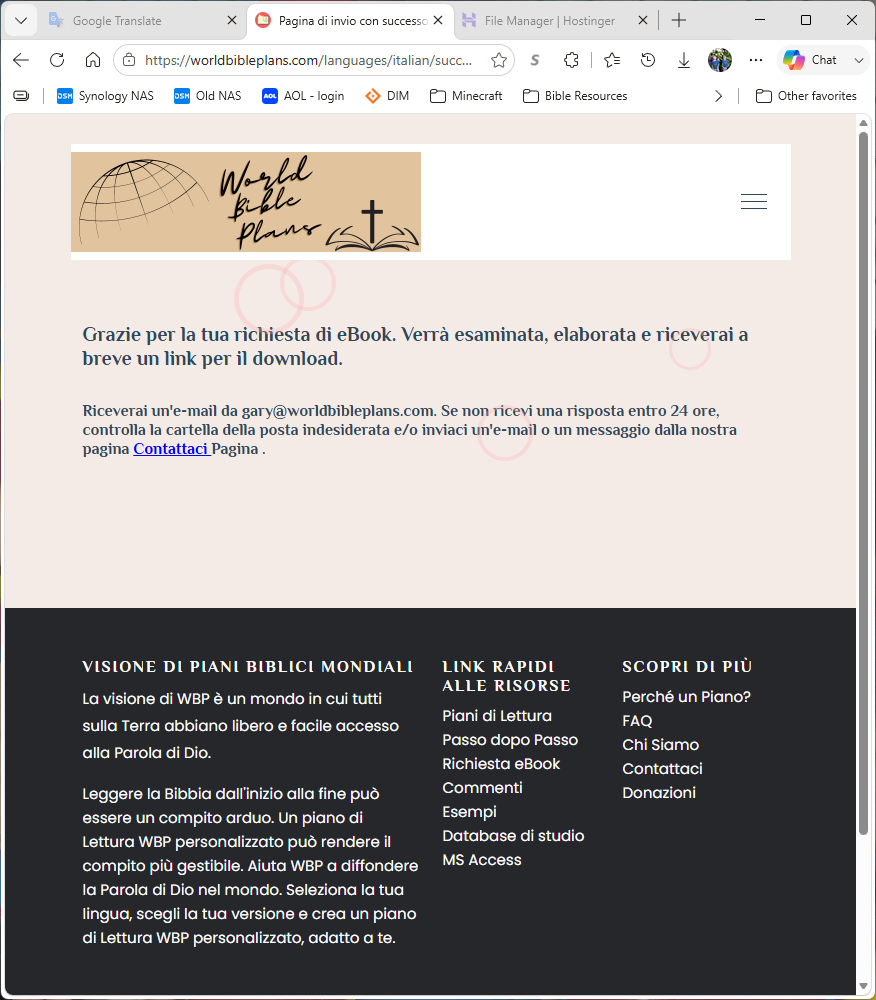 Google Translate
Pagina di invio con successo
File Manager | Hostinger
https://worldbibleplans.com/languages/italian/succ...
Chat
Synology NAS
Old NAS
AOL - login
DIM
Minecraft
Bible Resources
Other favorites
World
Bible
Plans
Grazie per la tua richiesta di eBook. Verrà esaminata, elaborata e riceverai a
breve un link per il download.
Riceverai un'e-mail da gary@worldbibleplans.com. Se non ricevi una risposta entro 24 ore,
controlla la cartella della posta indesiderata e/o inviaci un'e-mail o un messaggio dalla nostra
pagina Contattaci Pagina .
VISIONE DI PIANI BIBLICI MONDIALI
La visione di WBP è un mondo in cui tutti
sulla Terra abbiano libero e facile accesso
alla Parola di Dio.
Leggere la Bibbia dall'inizio alla fine può
essere un compito arduo. Un piano di
Lettura WBP personalizzato può rendere il
compito più gestibile. Aiuta WBP a diffondere
la Parola di Dio nel mondo. Seleziona la tua
lingua, scegli la tua versione e crea un piano
di Lettura WBP personalizzato, adatto a te.
LINK RAPIDI
ALLE RISORSE
Piani di Lettura
Passo dopo Passo
Richiesta eBook
Commenti
Esempi
Database di studio
MS Access
SCOPRI DI PIÙ
Perché un Piano?
FAQ
Chi Siamo
Contattaci
Donazioni